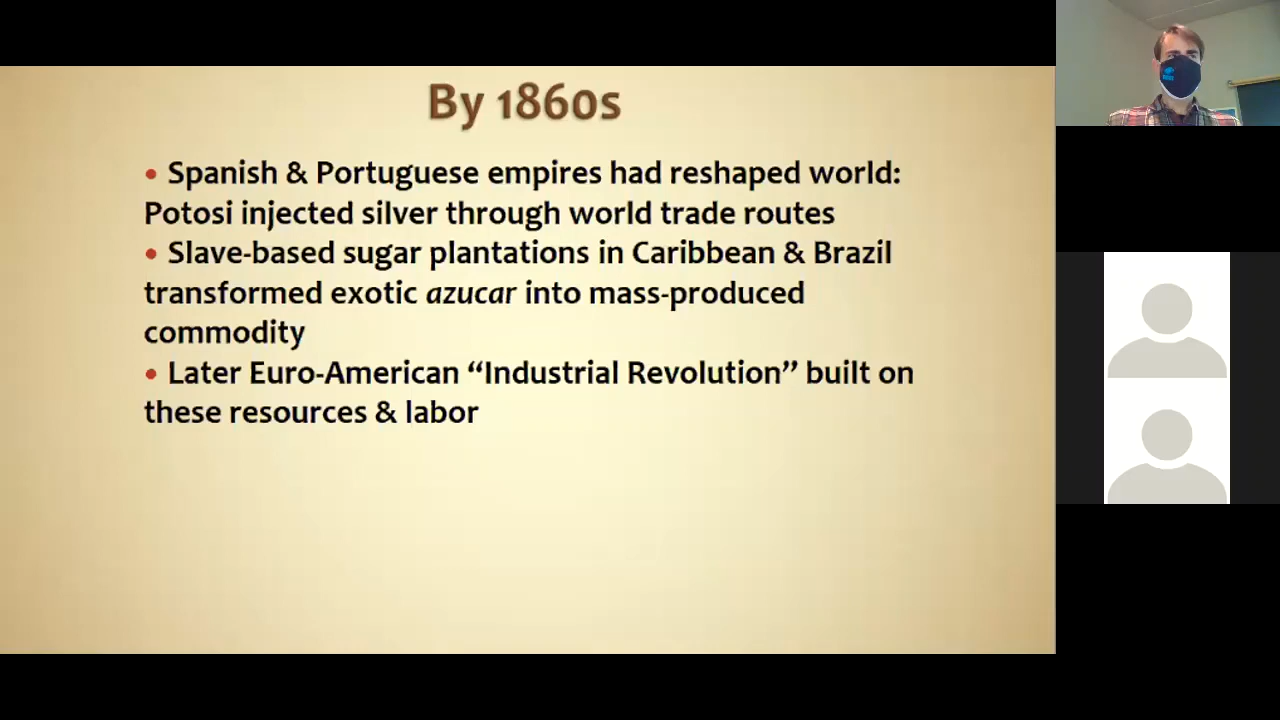 By 1860s
• Spanish & Portuguese empires had reshaped world:
Potosi injected silver through world trade routes
• Slave-based sugar plantations in Caribbean & Brazil
transformed exotic azucar into mass-produced
commodity
• Later Euro-American “Industrial Revolution” built on
these resources & labor